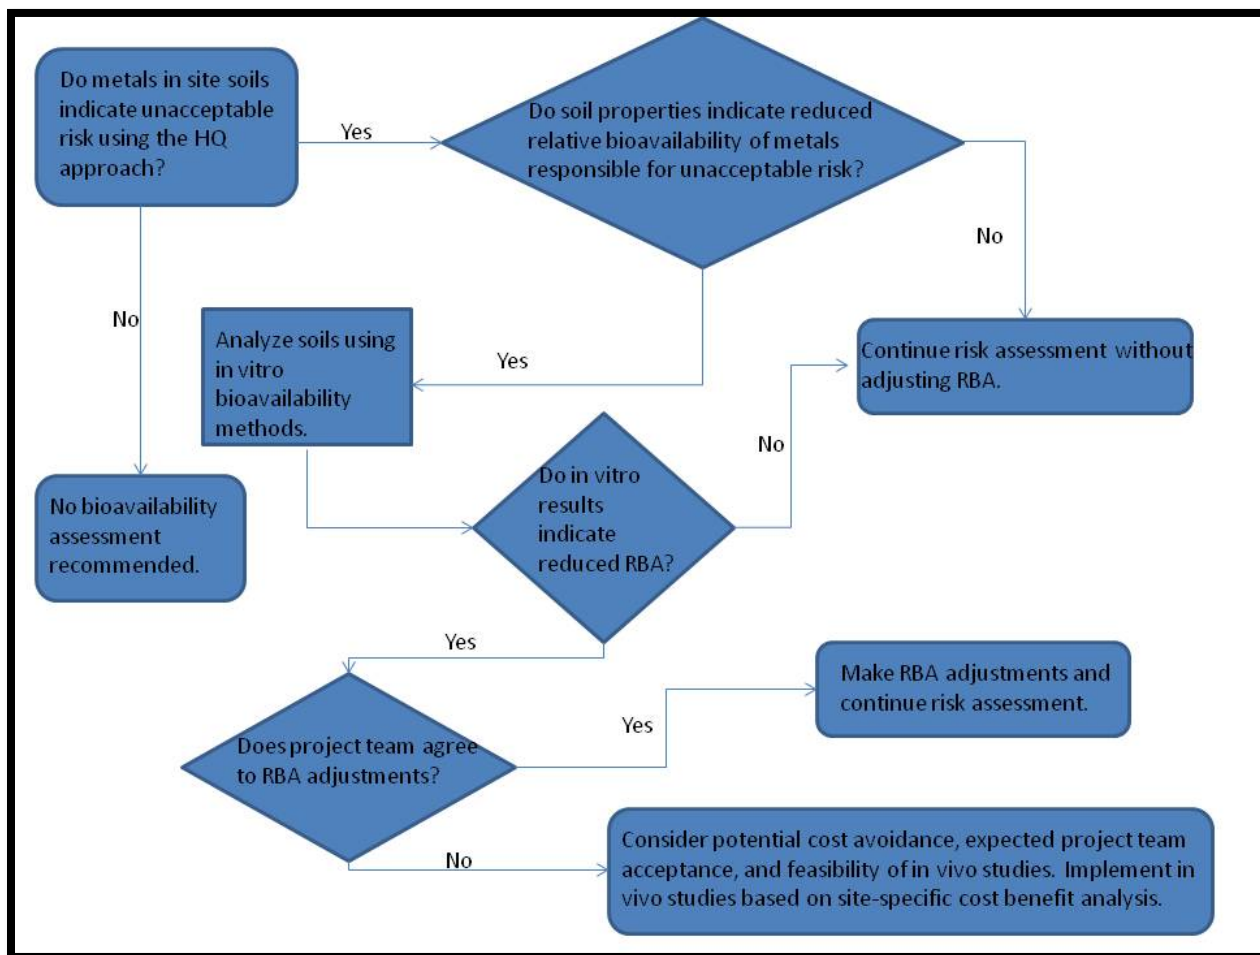 Do metals in site soils
indicate unacceptable
risk using the HQ
approach?
Yes
Do soil properties indicate reduced
relative bioavailability of metals
responsible for unacceptable risk?
No
No
Analyze soils using
in vitro
bioavailability
methods.
Yes
Continue risk assessment without
adjusting RBA.
No
Do in vitro
results
indicate
reduced RBA?
No bioavailability
assessment
recommended.
Yes
Make RBA adjustments and
continue risk assessment.
Yes
Does project team agree
to RBA adjustments?
No
Consider potential cost avoidance, expected project team
acceptance, and feasibility of in vivo studies. Implement in
vivo studies based on site-specific cost benefit analysis.